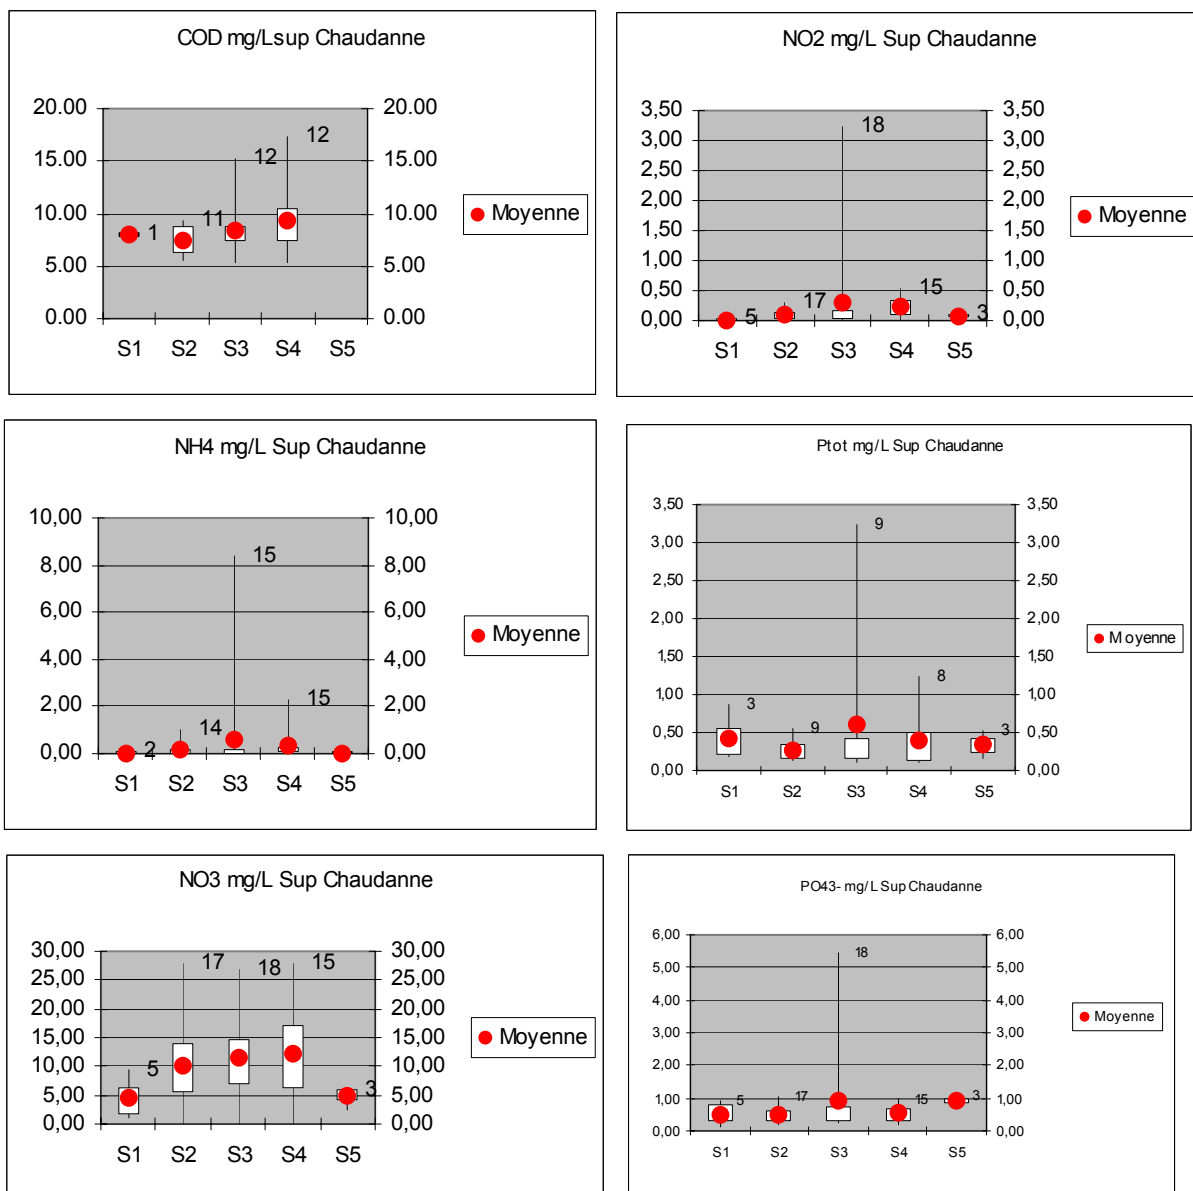 COD mg/Lsup Chaudanne
20.00 20.00
12
15.00 12 15.00
10.00 11 10.00
1
5.00 5.00
0.00 0.00
S1 S2 S3 S4 S5
Moyenne
NO2 mg/L Sup Chaudanne
3,50 3,50
18
3,00 3,00
2,50 2,50
2,00 2,00
1,50 1,50
1,00 1,00
0,50 15 0,50
17
0,00 5 3 0,00
S1 S2 S3 S4 S5
Moyenne
NH4 mg/L Sup Chaudanne
10,00 10,00
8,00 15 8,00
6,00 6,00
4,00 4,00
2,00 15 2,00
14
0,00 2 0,00
S1 S2 S3 S4 S5
Moyenne
Ptot mg/L Sup Chaudanne
3,50 3,50
9
3,00 3,00
2,50 2,50
2,00 2,00
1,50 1,50
8
1,00 3 1,00
0,50 9 3 0,50
0,00 0,00
S1 S2 S3 S4 S5
Moyenne
NO3 mg/L Sup Chaudanne
30,00 30,00
17 18 15
25,00 25,00
20,00 20,00
15,00 15,00
10,00 5 10,00
5,00 3 5,00
0,00 0,00
S1 S2 S3 S4 S5
Moyenne
PO43- mg/L Sup Chaudanne
6,00 6,00
18
5,00 5,00
4,00 4,00
3,00 3,00
2,00 2,00
1,00 5 17 15 3 1,00
0,00 0,00
S1 S2 S3 S4 S5
Moyenne